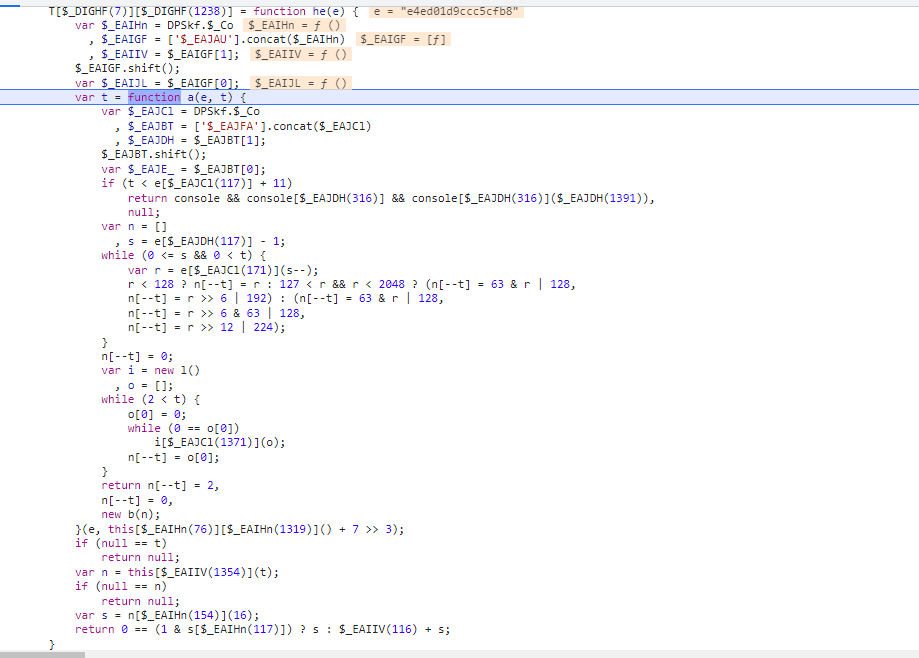 T[$_DIGHF(7)][$_DIGHF(1238)] = function he(e) { e = "e4ed01d9ccc5cfb8"
var $_EAIHn = DPSkf.$_Co $_EAIHn = ƒ ()
, $_EAIGF = ['$_EAJAU'].concat($_EAIHn) $_EAIGF = [ƒ]
, $_EAIIV = $_EAIGF[1]; $_EAIIV = ƒ ()
$_EAIGF.shift();
var $_EAIJL = $_EAIGF[0]; $_EAIJL = ƒ ()
var t = function a(e, t) {
var $_EAJCl = DPSkf.$_Co
, $_EAJBT = ['$_EAJFA'].concat($_EAJCl)
, $_EAJDH = $_EAJBT[1];
$_EAJBT.shift();
var $_EAJE_ = $_EAJBT[0];
if (t < e[$_EAJCl(117)] + 11)
return console && console[$_EAJDH(316)] && console[$_EAJDH(316)]($_EAJDH(1391)),
null;
var n = []
, s = e[$_EAJDH(117)] - 1;
while (0 <= s && 0 < t) {
var r = e[$_EAJCl(171)](s--);
r < 128 ? n[--t] = r : 127 < r && r < 2048 ? (n[--t] = 63 & r | 128,
n[--t] = r >> 6 | 192) : (n[--t] = 63 & r | 128,
n[--t] = r >> 6 & 63 | 128,
n[--t] = r >> 12 | 224);
}
n[--t] = 0;
var i = new l()
, o = [];
while (2 < t) {
o[0] = 0;
while (0 == o[0])
i[$_EAJCl(1371)](o);
n[--t] = o[0];
}
return n[--t] = 2,
n[--t] = 0,
new b(n);
}(e, this[$_EAIHn(76)][$_EAIHn(1319)]() + 7 >> 3);
if (null == t)
return null;
var n = this[$_EAIIV(1354)](t);
if (null == n)
return null;
var s = n[$_EAIHn(154)](16);
return 0 == (1 & s[$_EAIHn(117)]) ? s : $_EAIIV(116) + s;
}